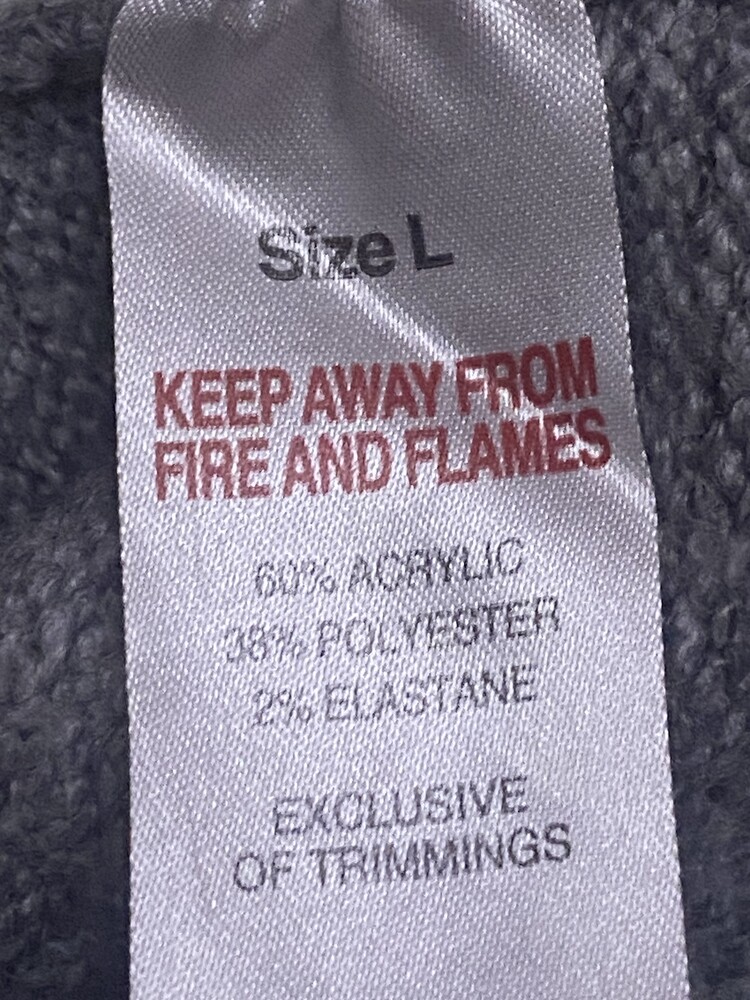 Size L
KEEP AWAY FROM
FIRE AND FLAMES
60% ACRYLIC
38% POLYESTER
2% ELASTANE
EXCLUSIVE
OF TRIMMINGS